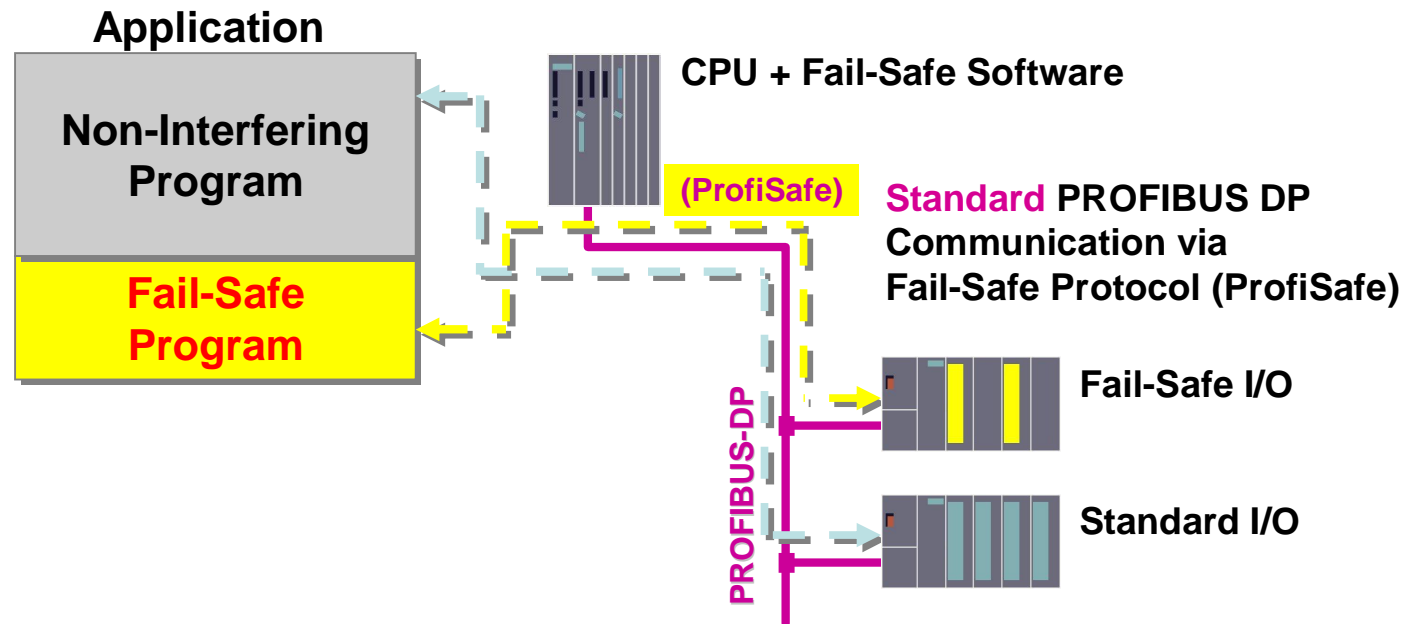 Application
Non-Interfering
Program
Fail-Safe
Program
CPU + Fail-Safe Software
(ProfiSafe)
Standard PROFIBUS DP
Communication via
Fail-Safe Protocol (ProfiSafe)
Fail-Safe I/O
PROFIBUS-DP
Standard I/O